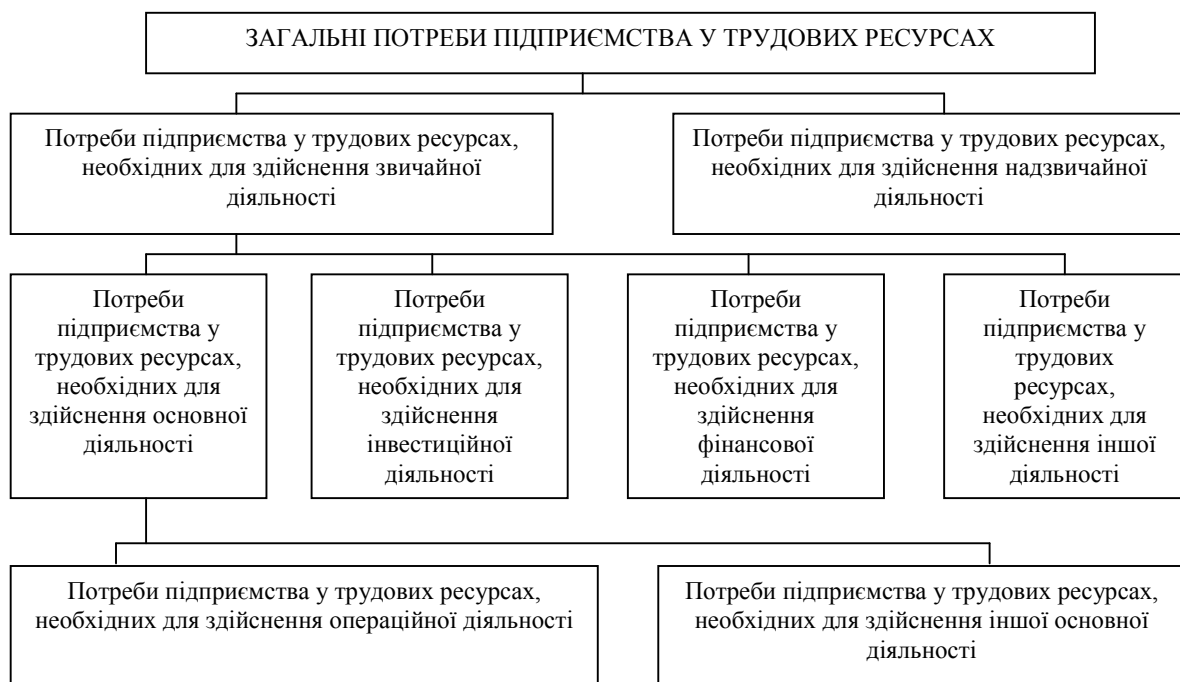 ЗАГАЛЬНІ ПОТРЕБИ ПІДПРИЄМСТВА У ТРУДОВИХ РЕСУРСАХ
Потреби підприємства у трудових ресурсах,
необхідних для здійснення звичайної
діяльності
Потреби підприємства у трудових ресурсах,
необхідних для здійснення надзвичайної
діяльності
Потреби
підприємства у
трудових ресурсах,
необхідних для
здійснення основної
діяльності
Потреби
підприємства у
трудових ресурсах,
необхідних для
здійснення
інвестиційної
діяльності
Потреби
підприємства у
трудових ресурсах,
необхідних для
здійснення
фінансової
діяльності
Потреби
підприємства у
трудових
ресурсах,
необхідних для
здійснення іншої
діяльності
Потреби підприємства у трудових ресурсах,
необхідних для здійснення операційної діяльності
Потреби підприємства у трудових ресурсах,
необхідних для здійснення іншої основної
діяльності